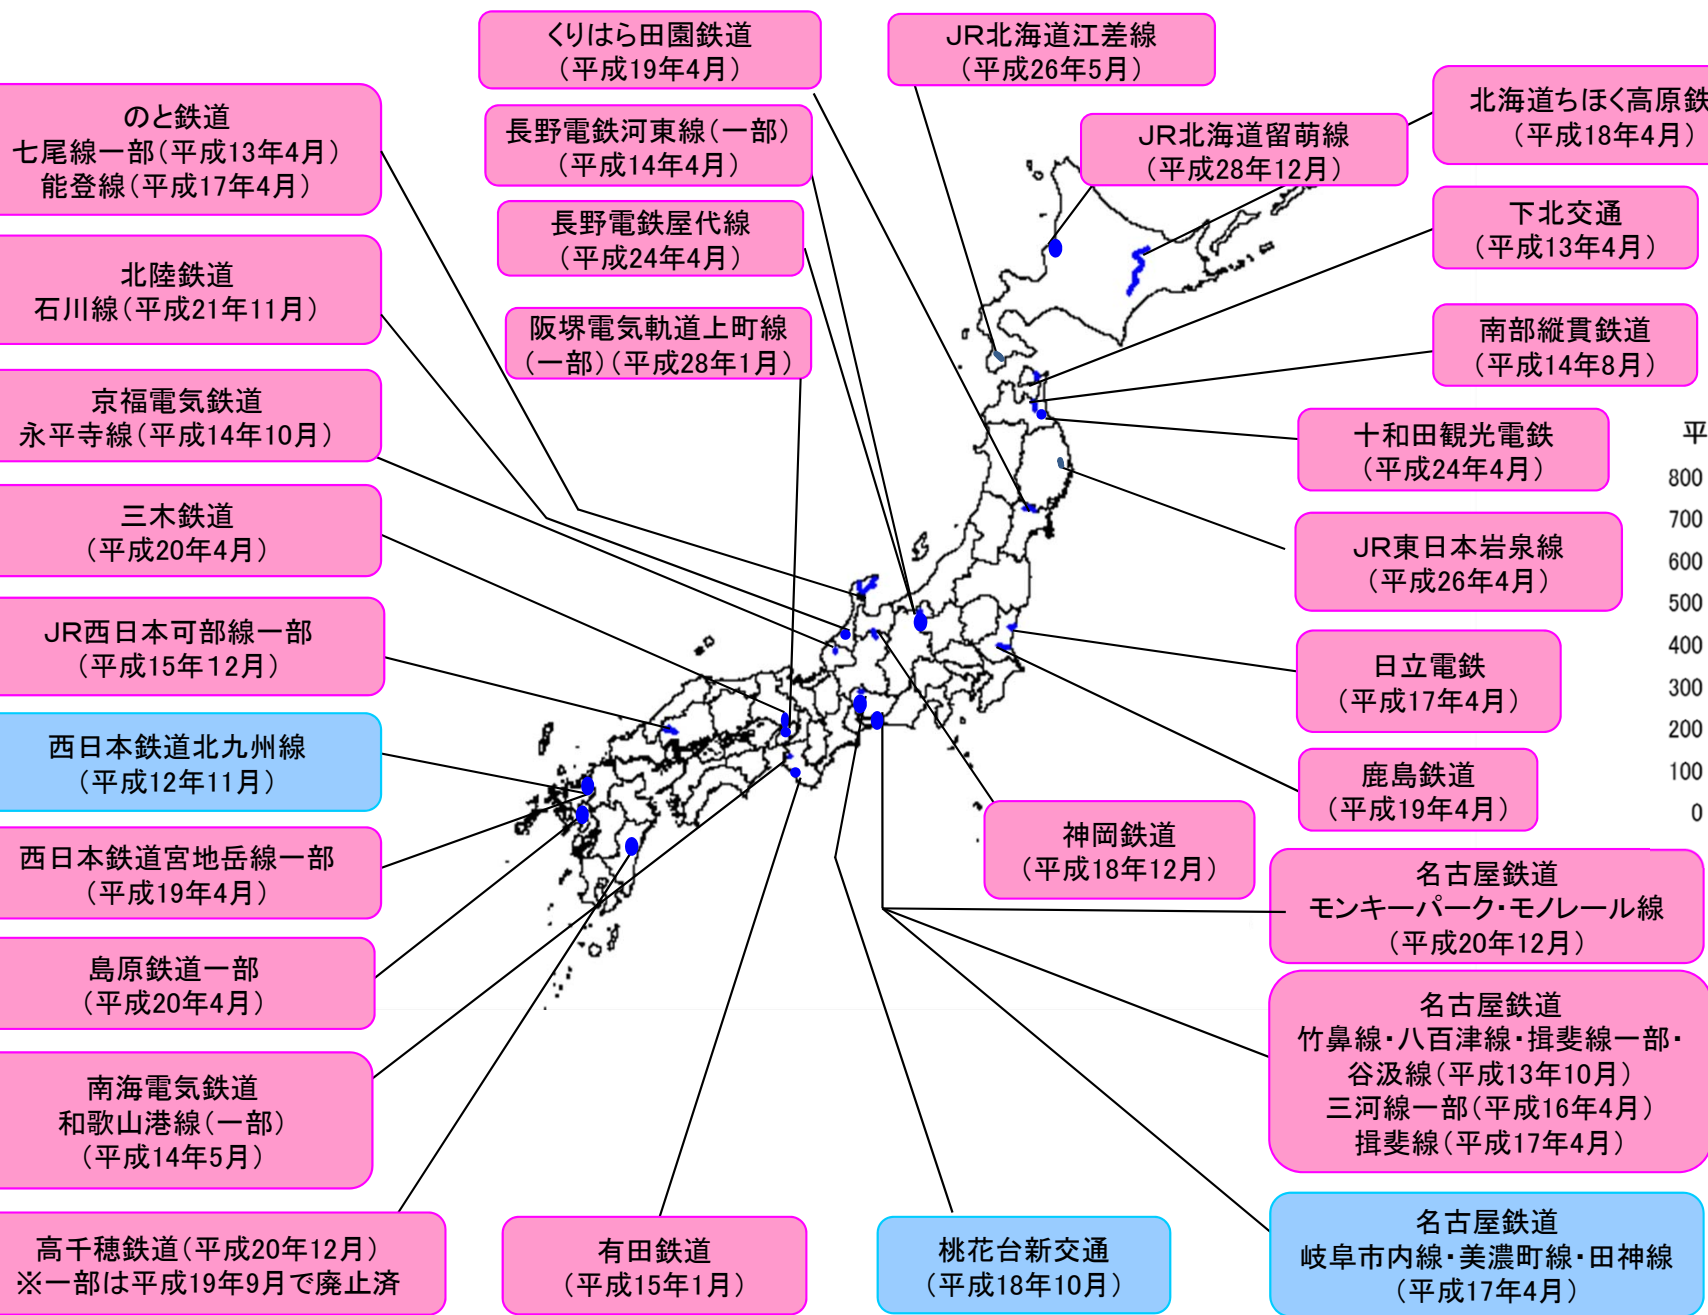 くりはら田園鉄道
（平成19年4月）
JR北海道江差線
（平成26年5月）
北海道ちほく高原鉄
（平成18年4月）
のと鉄道
七尾線一部（平成13年4月）
能登線（平成17年4月）
長野電鉄河東線（一部）
（平成14年4月）
JR北海道留萌線
（平成28年12月）
長野電鉄屋代線
（平成24年4月）
下北交通
（平成13年4月）
北陸鉄道
石川線（平成21年11月）
阪堺電気軌道上町線
（一部）（平成28年1月）
南部縦貫鉄道
（平成14年8月）
京福電気鉄道
永平寺線（平成14年10月）
十和田観光電鉄
（平成24年4月）
平
800
700
600
500
400
300
200
100
0
三木鉄道
（平成20年4月）
JR東日本岩泉線
（平成26年4月）
JR西日本可部線一部
（平成15年12月）
日立電鉄
（平成17年4月）
西日本鉄道北九州線
（平成12年11月）
鹿島鉄道
（平成19年4月）
西日本鉄道宮地岳線一部
（平成19年4月）
神岡鉄道
（平成18年12月）
名古屋鉄道
モンキーパーク・モノレール線
（平成20年12月）
島原鉄道一部
（平成20年4月）
名古屋鉄道
竹鼻線・八百津線・揖斐線一部・
谷汲線（平成13年10月）
三河線一部（平成16年4月）
揖斐線（平成17年4月）
南海電気鉄道
和歌山港線（一部）
（平成14年5月）
高千穂鉄道（平成20年12月）
※一部は平成19年9月で廃止済
有田鉄道
（平成15年1月）
桃花台新交通
（平成18年10月）
名古屋鉄道
岐阜市内線・美濃町線・田神線
（平成17年4月）